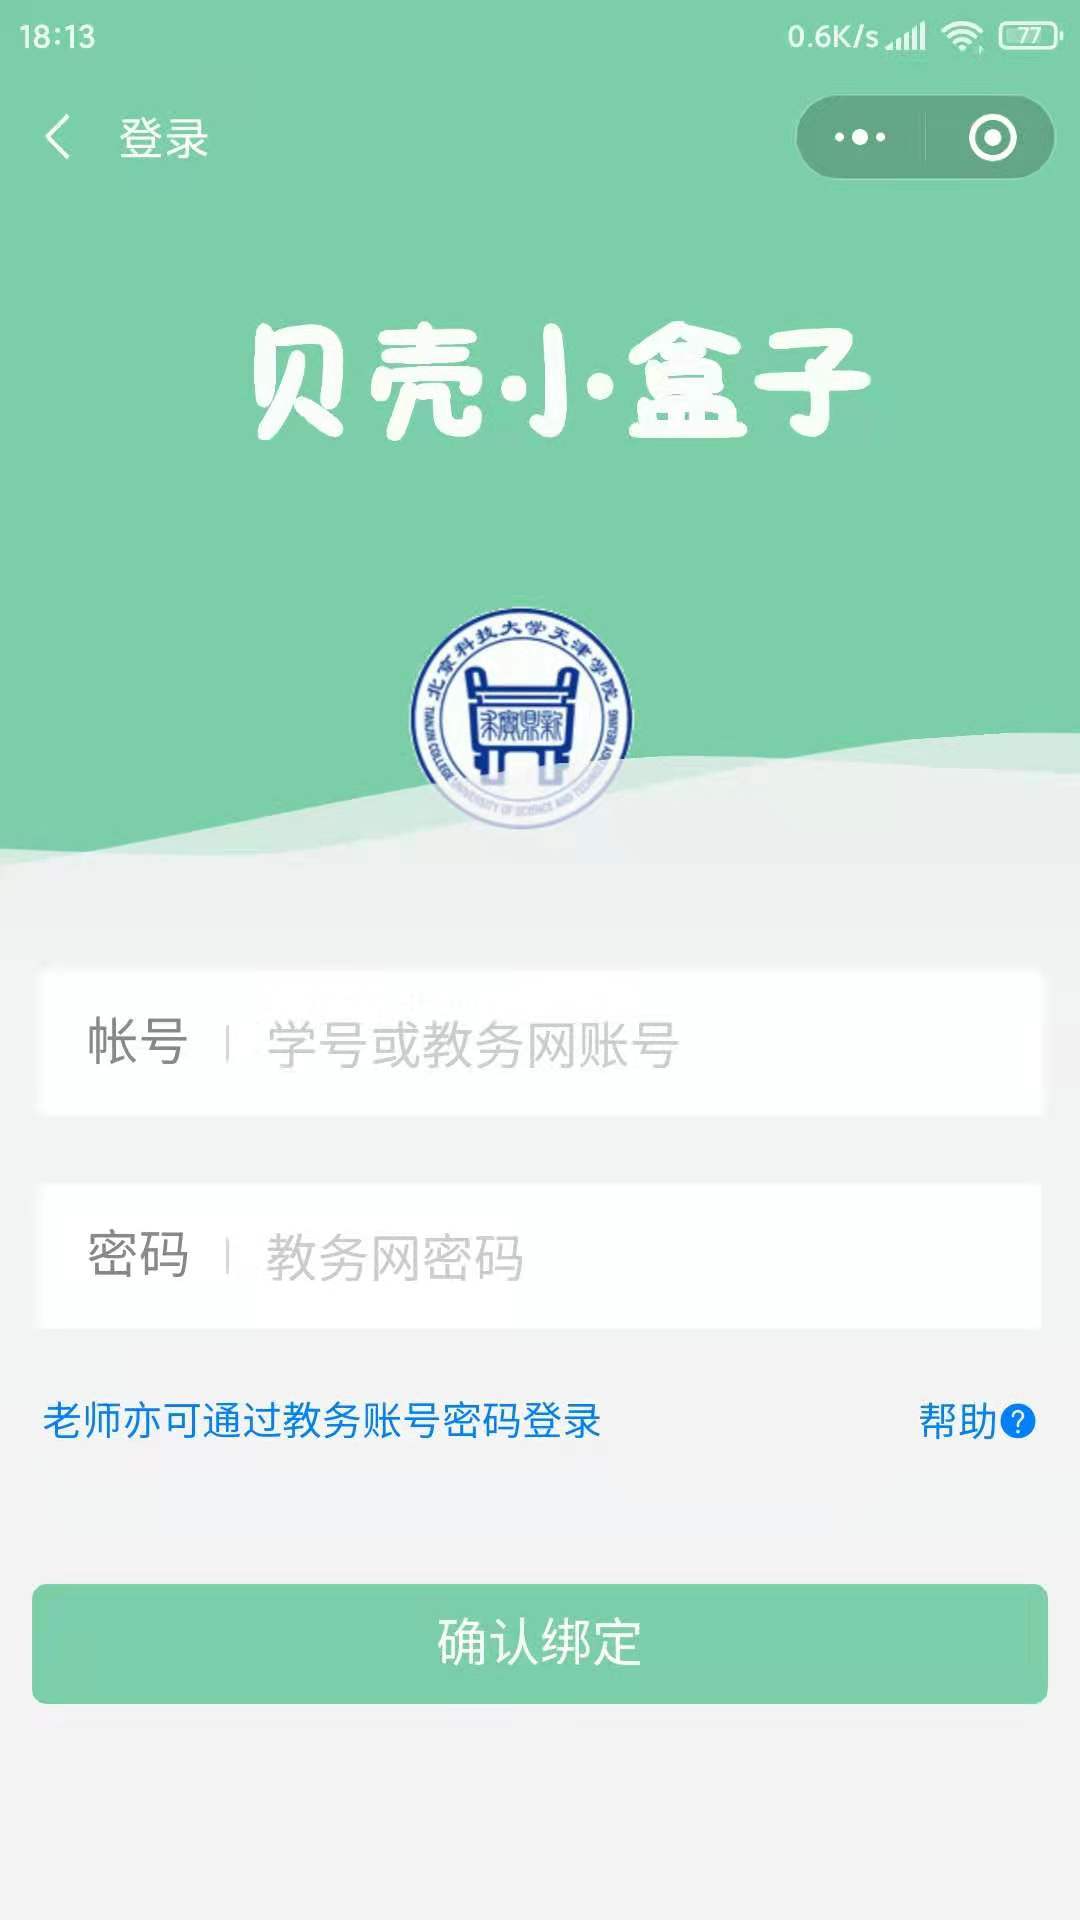 18:13
0.6K/s
77
登录
贝壳小盒子
北京科技大学天津学院
TIANJIN COLLEGE UNIVERSITY OF SCIENCE AND TECHNOLOGY BEIJING
帐号 学号或教务网账号
密码 教务网密码
老师亦可通过教务账号密码登录
帮助?
确认绑定